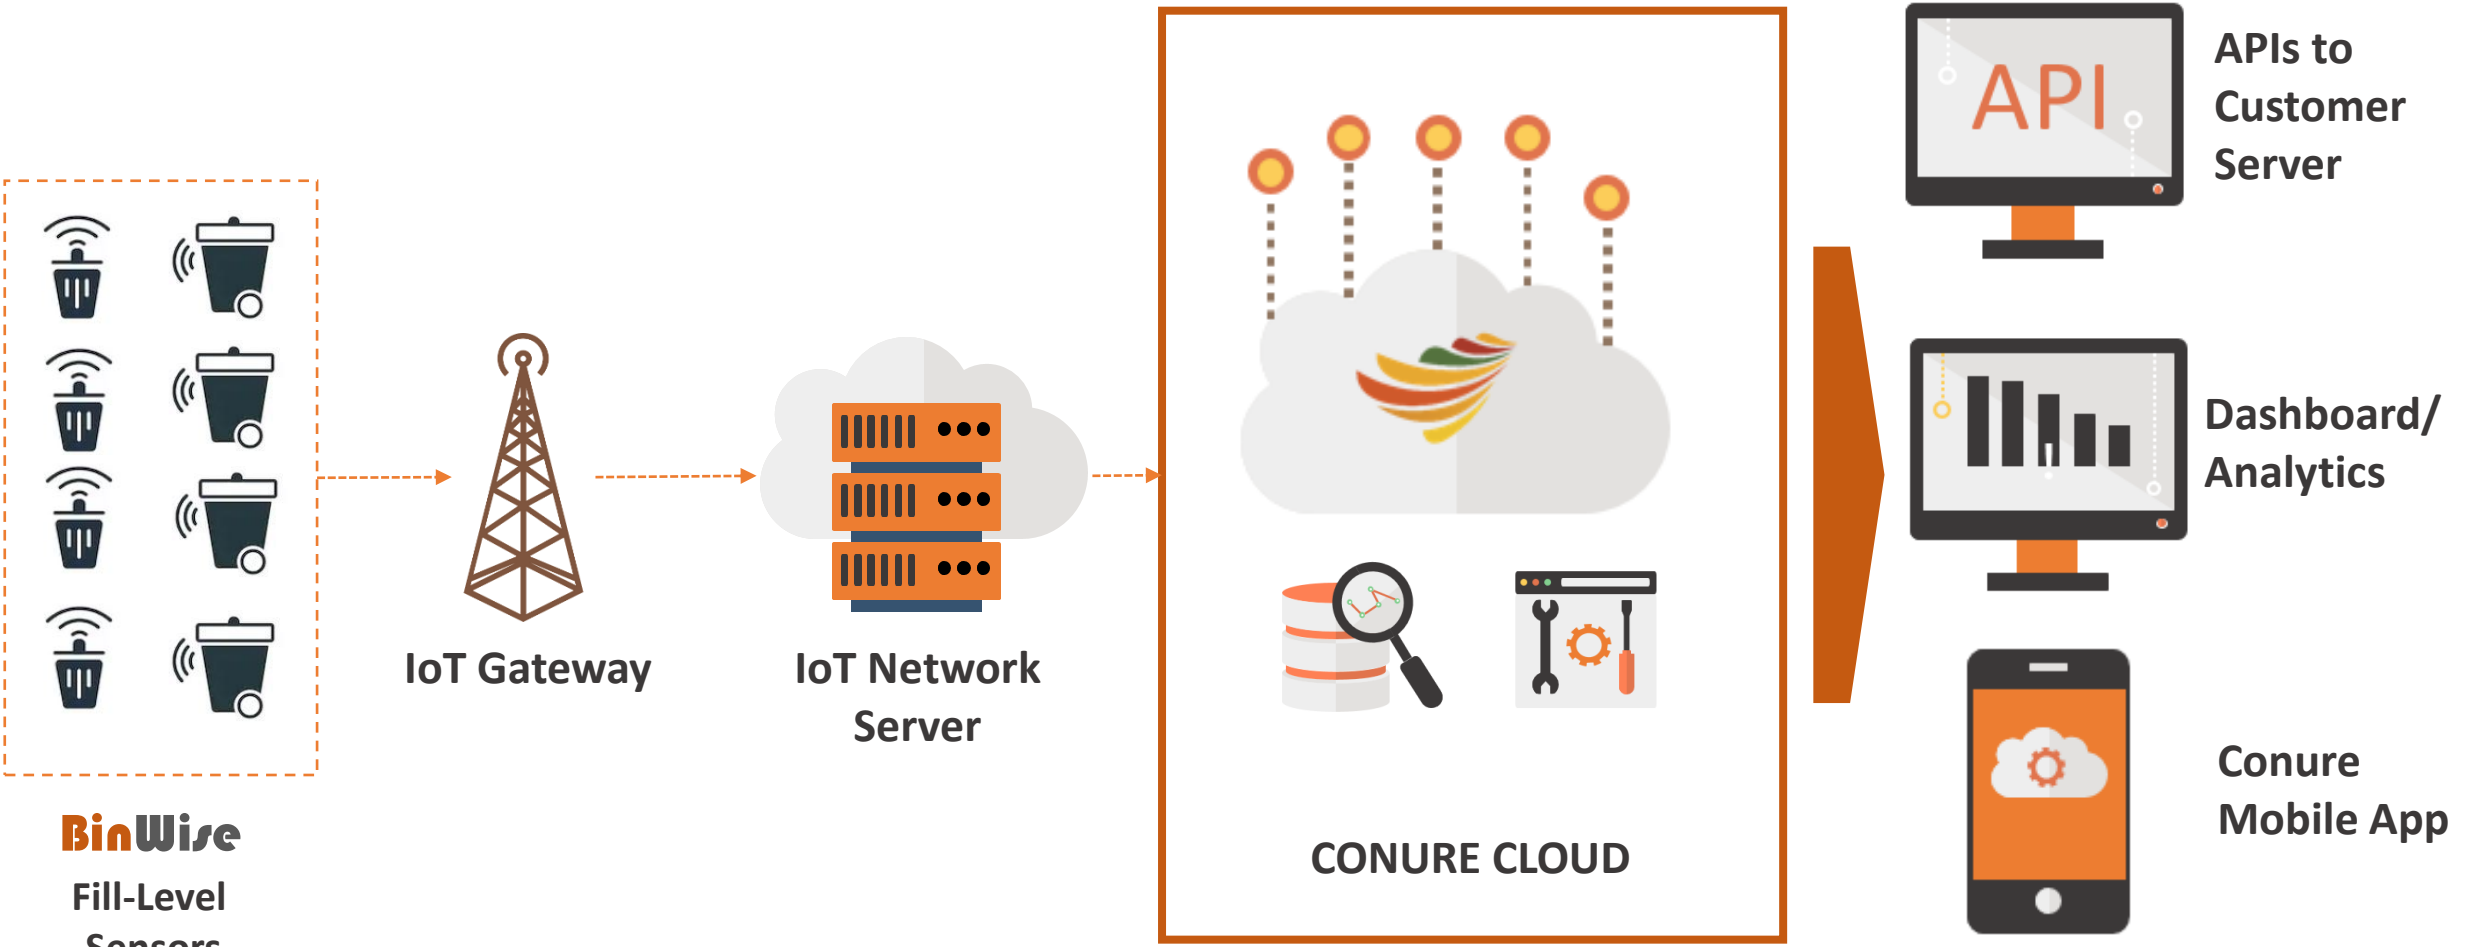 BinWise
Fill-Level
Sensors
IoT Gateway
IoT Network
Server
CONURE CLOUD
API
APIs to
Customer
Server
Dashboard/
Analytics
Conure
Mobile App